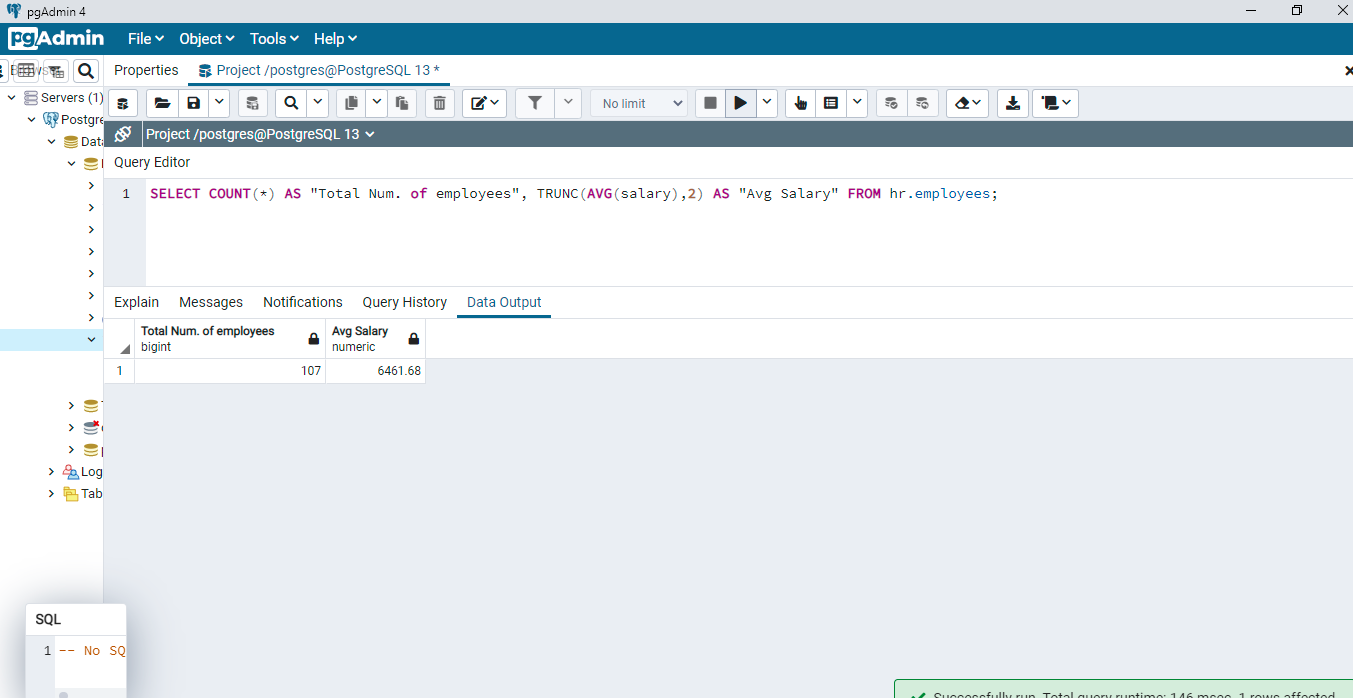 pgAdmin 4
pgAdmin File Object Tools Help
Properties Project /postgres@PostgreSQL 13 *
Servers (1)
Postgre
Data
No limit
Project /postgres@PostgreSQL 13
Query Editor
1 SELECT COUNT(*) AS "Total Num. of employees", TRUNC(AVG(salary),2) AS "Avg Salary" FROM hr.employees;
Explain Messages Notifications Query History Data Output
Total Num. of employees Avg Salary
bigint numeric
1 107 6461.68
Log
Tab
SQL
1 -- No SQ
Successfully run. Total query runtime: 146 msec. 1 rows affected.